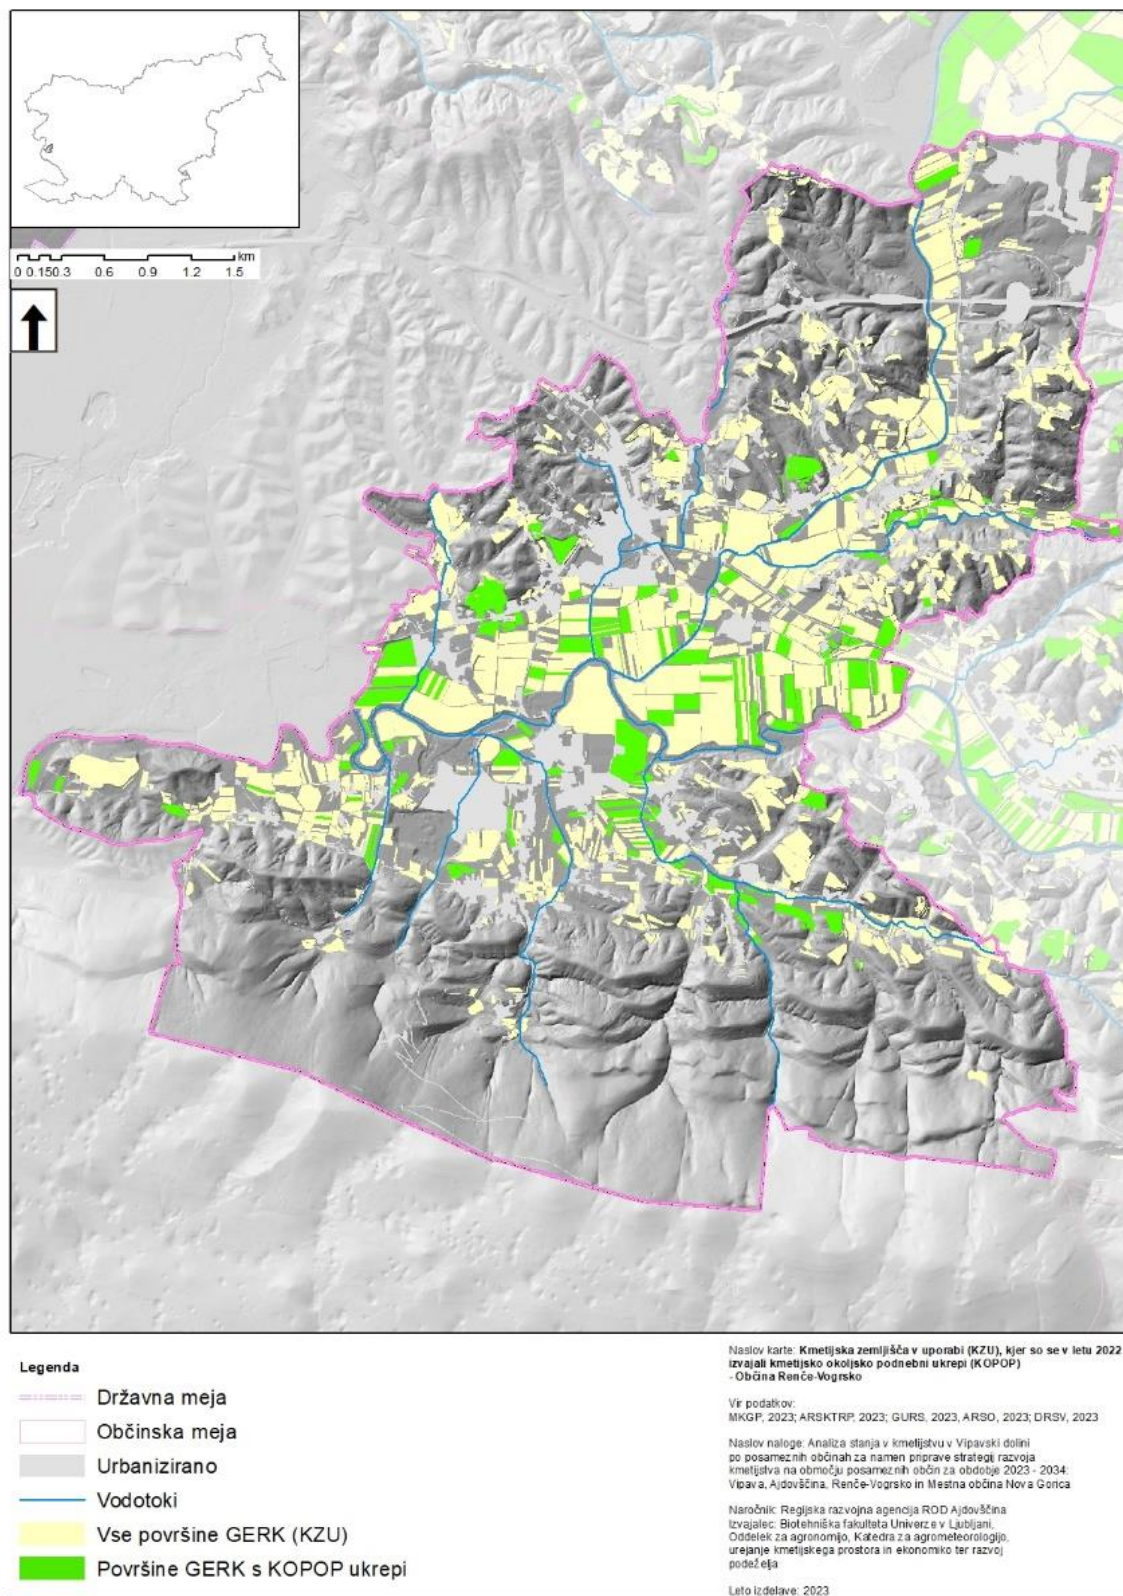 km
0 0.15 0.3 0.6 0.9 1.2 1.5
Legenda
Državna meja
Občinska meja
Urbanizirano
Vodotoki
Vse površine GERK (KZU)
Površine GERK s KOPOP ukrepi
Naslov karte: Kmetijska zemljišča v uporabi (KZU), kjer so se v letu 2022
izvajali kmetijsko okoljsko podnebni ukrepi (KOPOP)
- Občina Renče-Vogrsko
Vir podatkov:
MKGP, 2023; ARSKTRP, 2023; GURS, 2023, ARSO, 2023; DRSV, 2023
Naslov naloge: Analiza stanja v kmetijstvu v Vipavski dolini
po posameznih občinah za namen priprave strategij razvoja
kmetijstva na območju posameznih občin za obdobje 2023 - 2034:
Vipava, Ajdovščina, Renče-Vogrsko in Mestna občina Nova Gorica
Naročnik: Regijska razvojna agencija ROD Ajdovščina
Izvajalec: Biotehniška fakulteta Univerze v Ljubljani,
Oddelek za agronomijo, Katedra za agrometeorologijo,
urejanje kmetijskega prostora in ekonomiko ter razvoj
podeželja
Leto izdelave: 2023